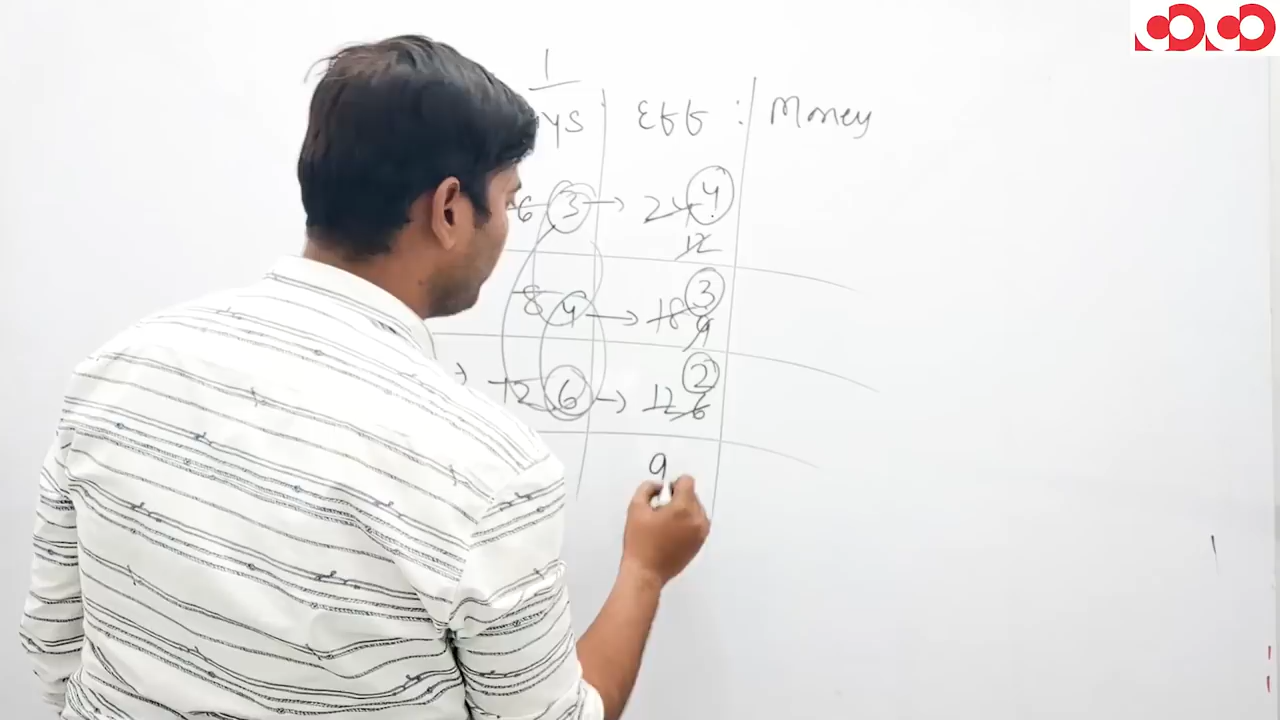 1
ys Eff : Money
6 3 → 24 4
12
8 4 → 18 3
9
12 6 → 12 2
6
9